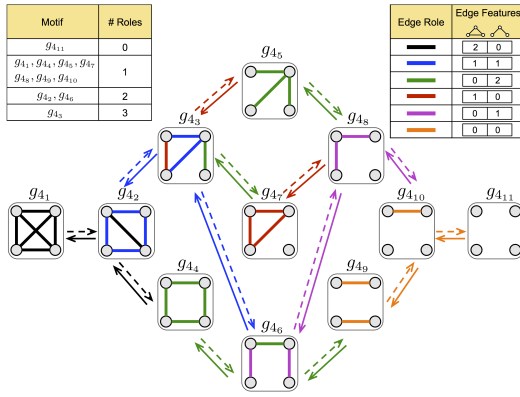 Motif # Roles
g4₁₁ 0
g4₁, g4₄, g4₅, g4₇
g4₈, g4₉, g4₁₀ 1
g4₂, g4₆ 2
g4₃ 3
Edge Role Edge Features
2 0
1 1
0 2
1 0
0 1
0 0
g4₅
g4₃
g4₈
g4₁
g4₂
g4₇
g4₁₀
g4₁₁
g4₄
g4₉
g4₆